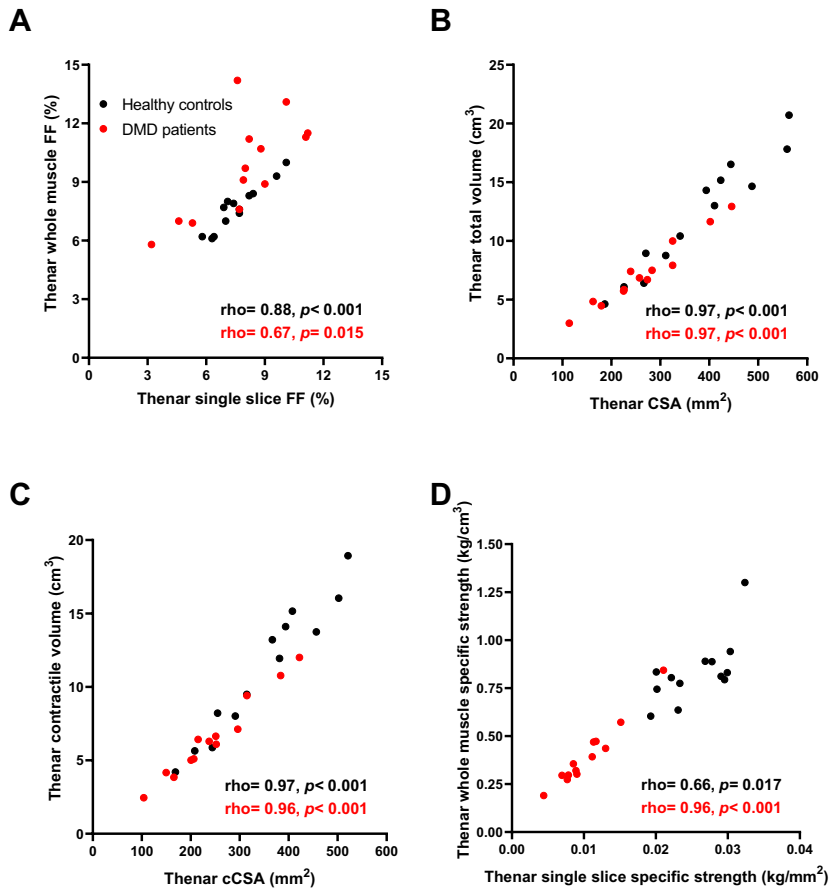 A
Thenar whole muscle FF (%)
15
12
9
6
3
0
Healthy controls
DMD patients
rho= 0.88, p< 0.001
rho= 0.67, p= 0.015
0 3 6 9 12 15
Thenar single slice FF (%)
B
Thenar total volume (cm³)
25
20
15
10
5
0
rho= 0.97, p< 0.001
rho= 0.97, p< 0.001
0 100 200 300 400 500 600
Thenar CSA (mm²)
C
Thenar contractile volume (cm³)
20
15
10
5
0
rho= 0.97, p< 0.001
rho= 0.96, p< 0.001
0 100 200 300 400 500 600
Thenar cCSA (mm²)
D
Thenar whole muscle specific strength (kg/cm³)
1.50
1.25
1.00
0.75
0.50
0.25
0.00
rho= 0.66, p= 0.017
rho= 0.96, p< 0.001
0.00 0.01 0.02 0.03 0.04
Thenar single slice specific strength (kg/mm²)